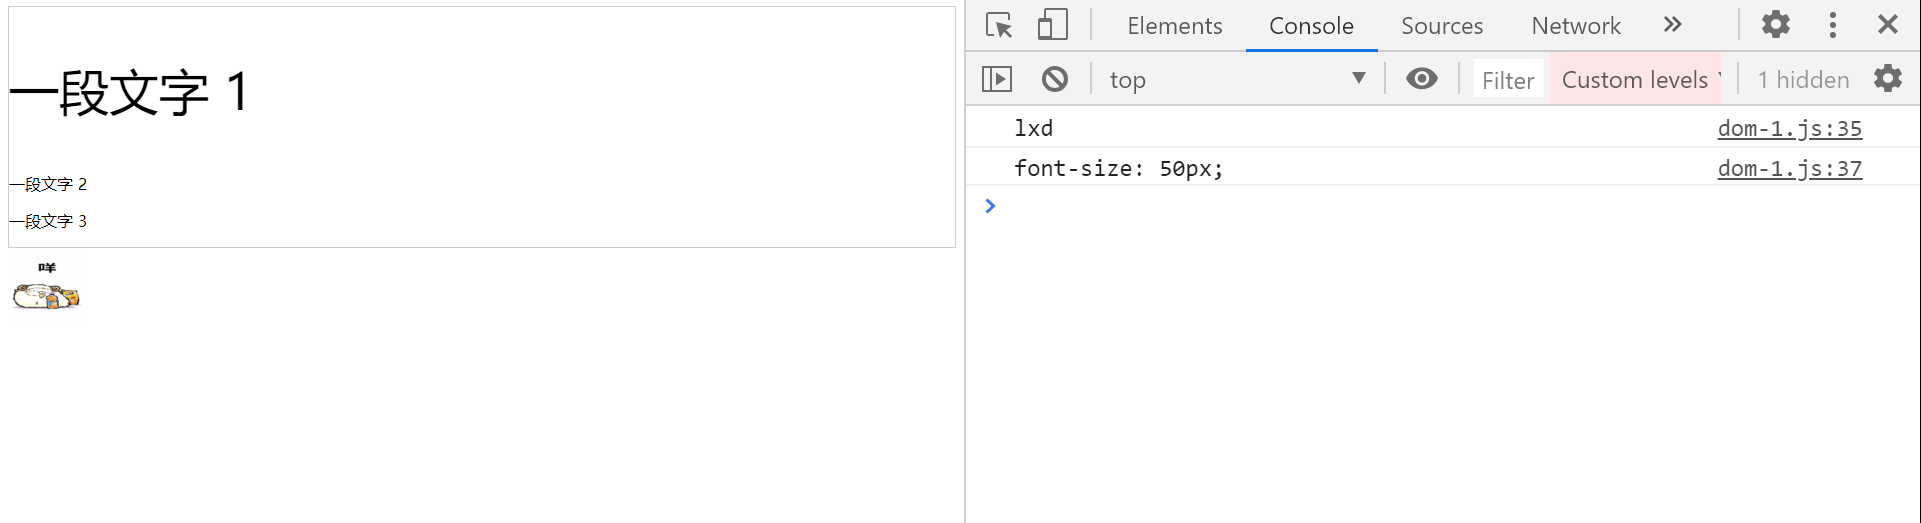 一段文字 1
一段文字 2
一段文字 3
咩
Elements Console Sources Network
top Filter Custom levels 1 hidden
lxd dom-1.js:35
font-size: 50px; dom-1.js:37